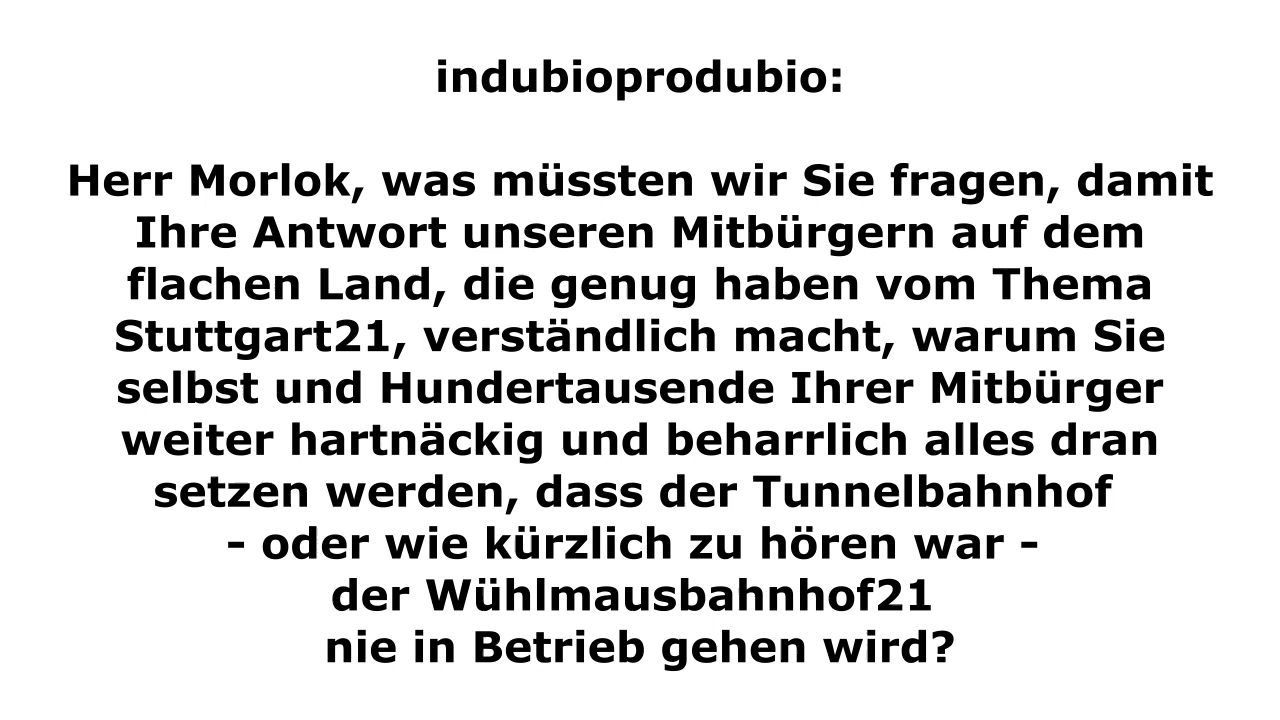 indubioprodubio:
Herr Morlok, was müssten wir Sie fragen, damit
Ihre Antwort unseren Mitbürgern auf dem
flachen Land, die genug haben vom Thema
Stuttgart21, verständlich macht, warum Sie
selbst und Hundertausende Ihrer Mitbürger
weiter hartnäckig und beharrlich alles dran
setzen werden, dass der Tunnelbahnhof
- oder wie kürzlich zu hören war -
der Wühlmausbahnhof21
nie in Betrieb gehen wird?